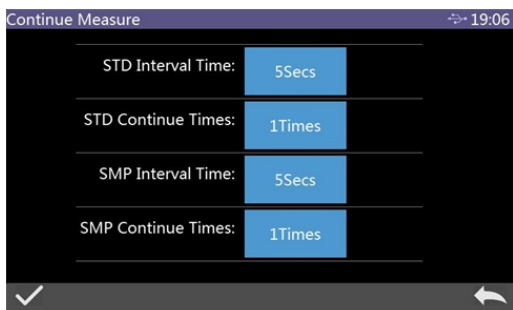 Continue Measure 19:06
STD Interval Time: 5Secs
STD Continue Times: 1Times
SMP Interval Time: 5Secs
SMP Continue Times: 1Times